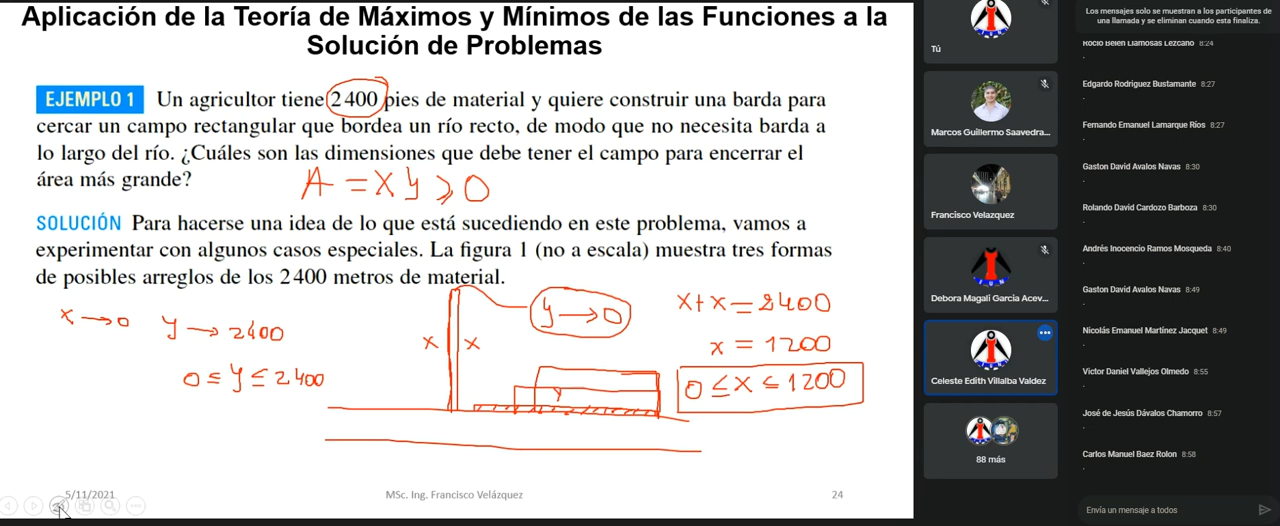 Aplicación de la Teoría de Máximos y Mínimos de las Funciones a la
Solución de Problemas
EJEMPLO 1 Un agricultor tiene 2 400 pies de material y quiere construir una barda para
cercar un campo rectangular que bordea un río recto, de modo que no necesita barda a
lo largo del río. ¿Cuáles son las dimensiones que debe tener el campo para encerrar el
área más grande?
A = x y ≥ 0
SOLUCIÓN Para hacerse una idea de lo que está sucediendo en este problema, vamos a
experimentar con algunos casos especiales. La figura 1 (no a escala) muestra tres formas
de posibles arreglos de los 2 400 metros de material.
x → 0 y → 2400
0 ≤ y ≤ 2400
x x
y → 0
y
x + x = 2400
x = 1200
0 ≤ x ≤ 1200
5/11/2021
MSc. Ing. Francisco Velázquez
24
Tú
Marcos Guillermo Saavedra...
Francisco Velazquez
Debora Magalí García Acev...
Celeste Edith Villalba Valdez
88 más
Los mensajes solo se muestran a los participantes de
una llamada y se eliminan cuando esta finaliza.
Rocío Belén Llamosas Lezcano 8:24
.
Edgardo Rodriguez Bustamante 8:27
.
Fernando Emanuel Lamarque Ríos 8:27
.
Gaston David Avalos Navas 8:30
.
Rolando David Cardozo Barboza 8:30
.
Andrés Inocencio Ramos Mosqueda 8:40
.
Gaston David Avalos Navas 8:49
.
Nicolás Emanuel Martínez Jacquet 8:49
.
Victor Daniel Vallejos Olmedo 8:55
.
José de Jesús Dávalos Chamorro 8:57
.
Carlos Manuel Baez Rolon 8:58
.
Envía un mensaje a todos